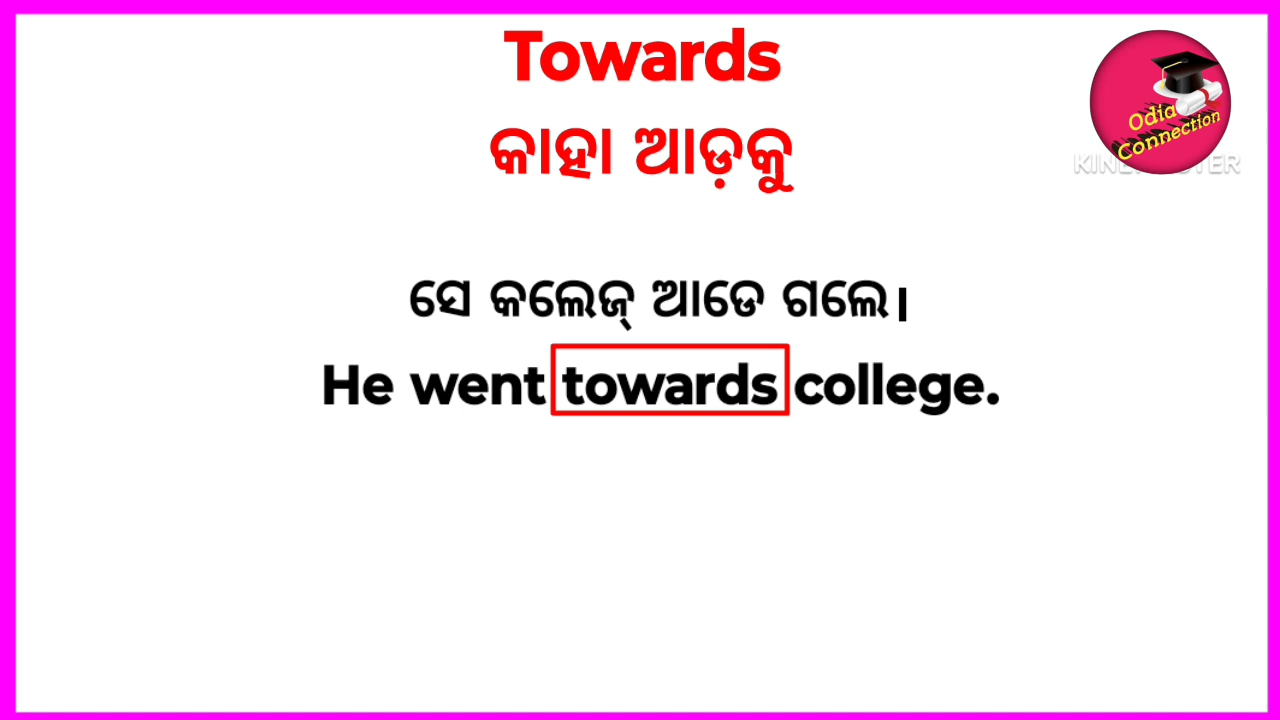 Towards
କାହା ଆଡ଼କୁ
ସେ କଲେଜ୍ ଆଡେ ଗଲେ।
He went towards college.
Odia
Connection